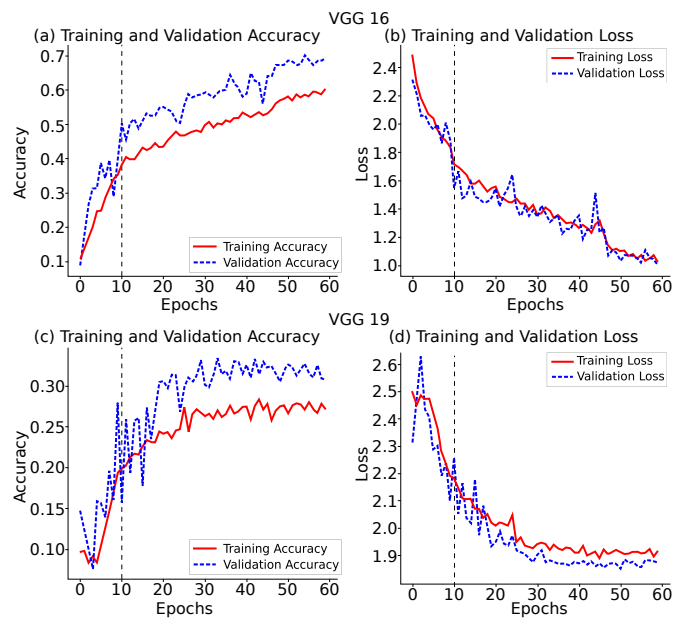 VGG 16
(a) Training and Validation Accuracy
0.7
0.6
0.5
0.4
0.3
0.2
0.1
Accuracy
Training Accuracy
Validation Accuracy
0 10 20 30 40 50 60
Epochs
(b) Training and Validation Loss
2.4
2.2
2.0
1.8
1.6
1.4
1.2
1.0
Loss
Training Loss
Validation Loss
0 10 20 30 40 50 60
Epochs
VGG 19
(c) Training and Validation Accuracy
0.30
0.25
0.20
0.15
0.10
Accuracy
Training Accuracy
Validation Accuracy
0 10 20 30 40 50 60
Epochs
(d) Training and Validation Loss
2.6
2.5
2.4
2.3
2.2
2.1
2.0
1.9
Loss
Training Loss
Validation Loss
0 10 20 30 40 50 60
Epochs